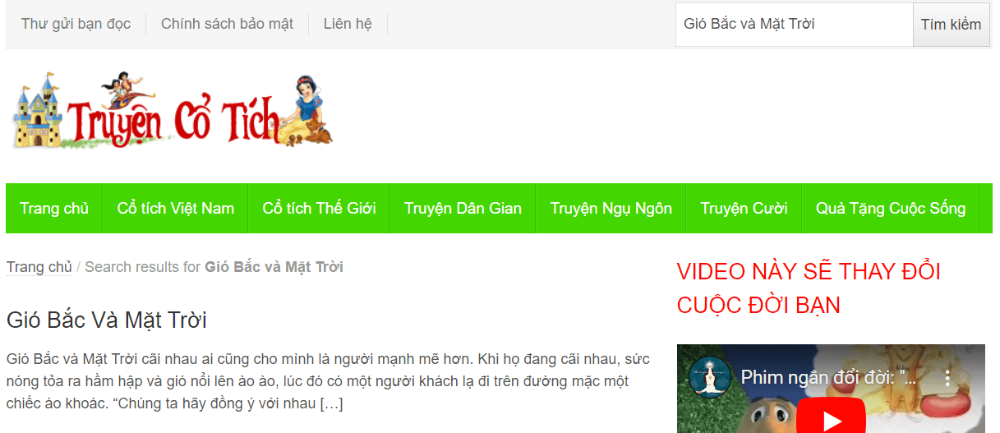 Thư gửi bạn đọc Chính sách bảo mật Liên hệ Gió Bắc và Mặt Trời Tìm kiếm
Truyện Cổ Tích
Trang chủ Cổ tích Việt Nam Cổ tích Thế Giới Truyện Dân Gian Truyện Ngụ Ngôn Truyện Cười Quà Tặng Cuộc Sống
Trang chủ / Search results for Gió Bắc và Mặt Trời
Gió Bắc Và Mặt Trời
Gió Bắc và Mặt Trời cãi nhau ai cũng cho mình là người mạnh mẽ hơn. Khi họ đang cãi nhau, sức
nóng tỏa ra hầm hập và gió nổi lên ào ào, lúc đó có một người khách lạ đi trên đường mặc một
chiếc áo khoác. “Chúng ta hãy đồng ý với nhau […]
VIDEO NÀY SẼ THAY ĐỔI
CUỘC ĐỜI BẠN
Phim ngắn đổi đời: "...